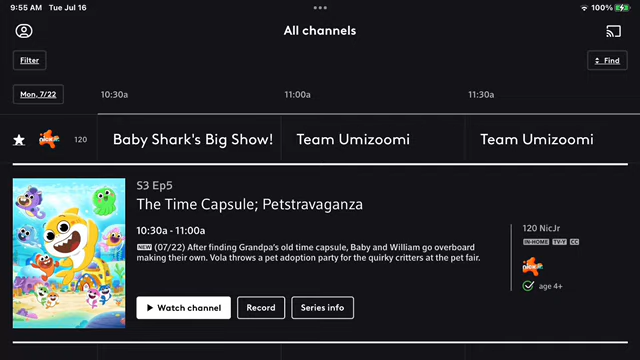 9:55 AM Tue Jul 16
100%
All channels
Filter
Find
Mon, 7/22
10:30a
11:00a
11:30a
nick jr.
120
Baby Shark's Big Show!
Team Umizoomi
Team Umizoomi
S3 Ep5
The Time Capsule; Petstravaganza
10:30a - 11:00a
NEW (07/22) After finding Grandpa's old time capsule, Baby and William go overboard
making their own. Vola throws a pet adoption party for the quirky critters at the pet fair.
120 NicJr
IN-HOME TV-Y CC
nick jr.
age 4+
Watch channel
Record
Series info